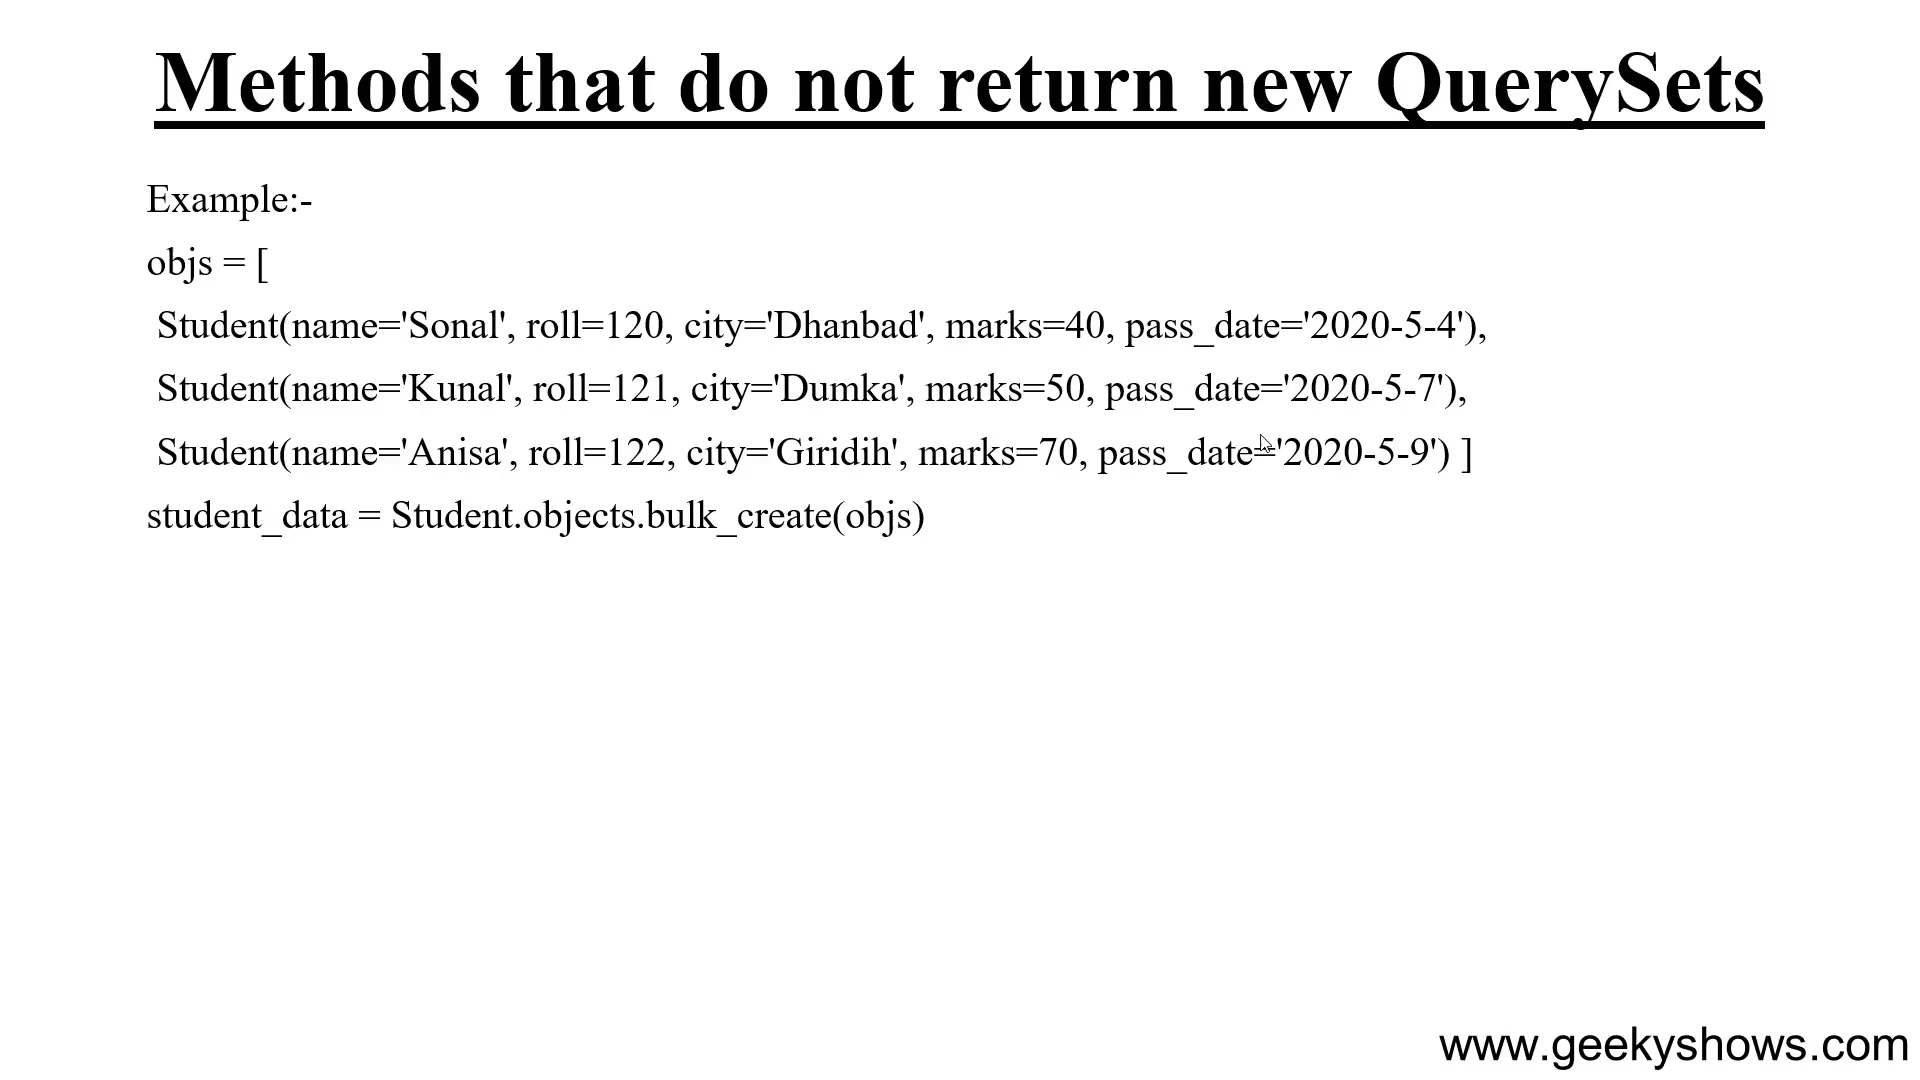 Methods that do not return new QuerySets
Example:-
objs = [
Student(name='Sonal', roll=120, city='Dhanbad', marks=40, pass_date='2020-5-4'),
Student(name='Kunal', roll=121, city='Dumka', marks=50, pass_date='2020-5-7'),
Student(name='Anisa', roll=122, city='Giridih', marks=70, pass_date='2020-5-9') ]
student_data = Student.objects.bulk_create(objs)
www.geekyshows.com